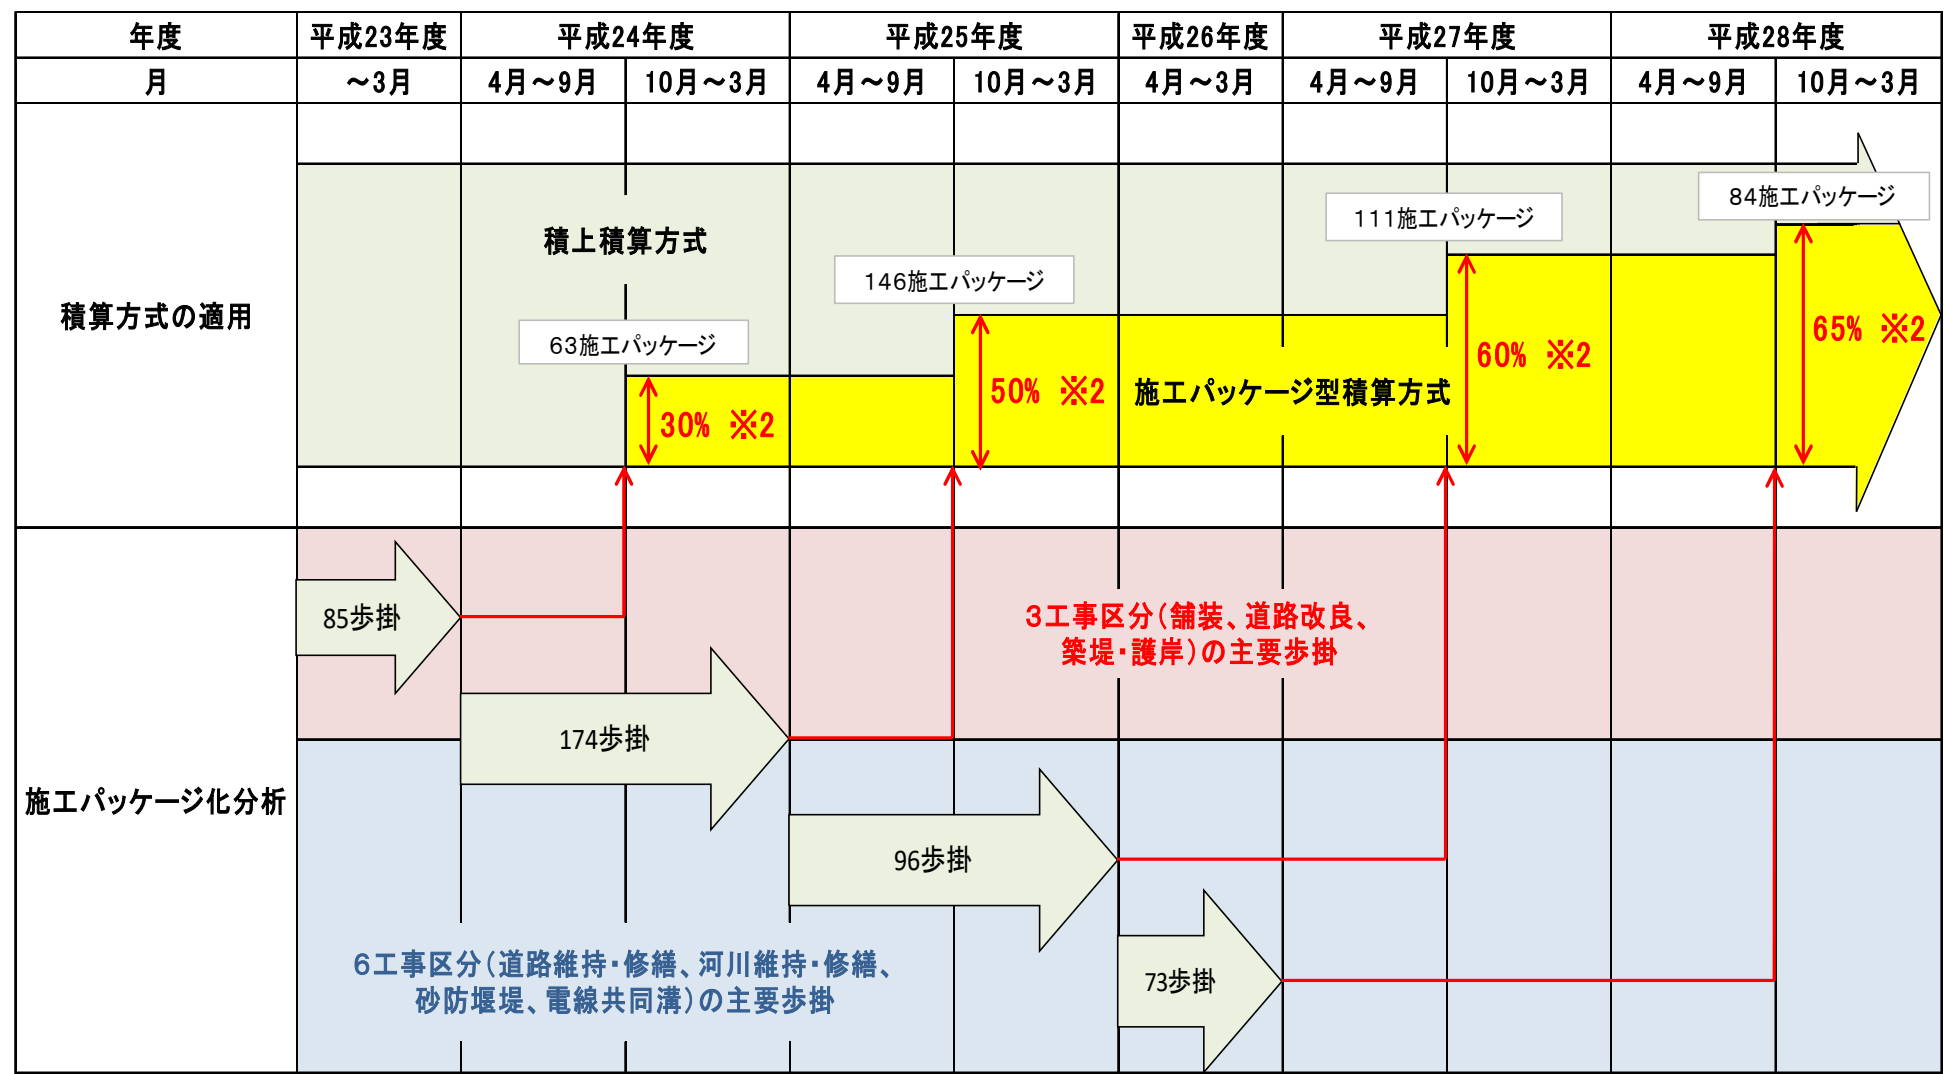 年度 平成23年度 平成24年度 平成25年度 平成26年度 平成27年度 平成28年度
月 ～3月 4月～9月 10月～3月 4月～9月 10月～3月 4月～3月 4月～9月 10月～3月 4月～9月 10月～3月
積算方式の適用
積上積算方式
63施工パッケージ
146施工パッケージ
111施工パッケージ
84施工パッケージ
30% ※2
50% ※2
施工パッケージ型積算方式
60% ※2
65% ※2
施工パッケージ化分析
85歩掛
174歩掛
96歩掛
73歩掛
3工事区分(舗装、道路改良、
築堤・護岸)の主要歩掛
6工事区分(道路維持・修繕、河川維持・修繕、
砂防堰堤、電線共同溝)の主要歩掛